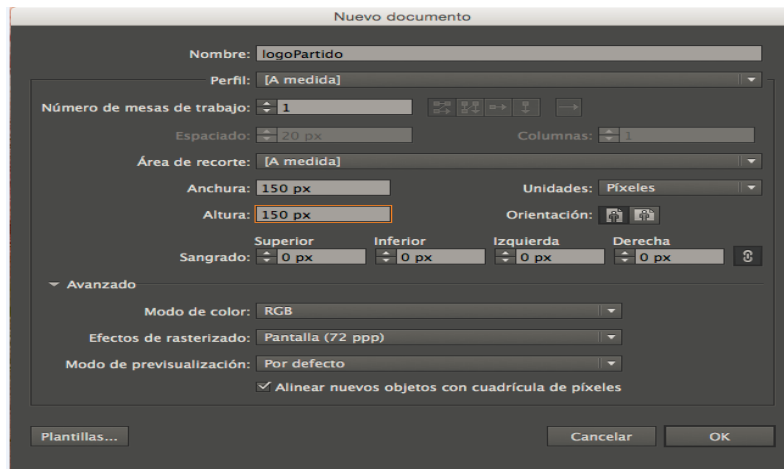 Nuevo documento
Nombre: logoPartido
Perfil: [A medida]
Número de mesas de trabajo: 1
Espaciado: 20 px Columnas: 1
Área de recorte: [A medida]
Anchura: 150 px Unidades: Píxeles
Altura: 150 px Orientación:
Superior Inferior Izquierda Derecha
Sangrado: 0 px 0 px 0 px 0 px
Avanzado
Modo de color: RGB
Efectos de rasterizado: Pantalla (72 ppp)
Modo de previsualización: Por defecto
Alinear nuevos objetos con cuadrícula de píxeles
Plantillas... Cancelar OK